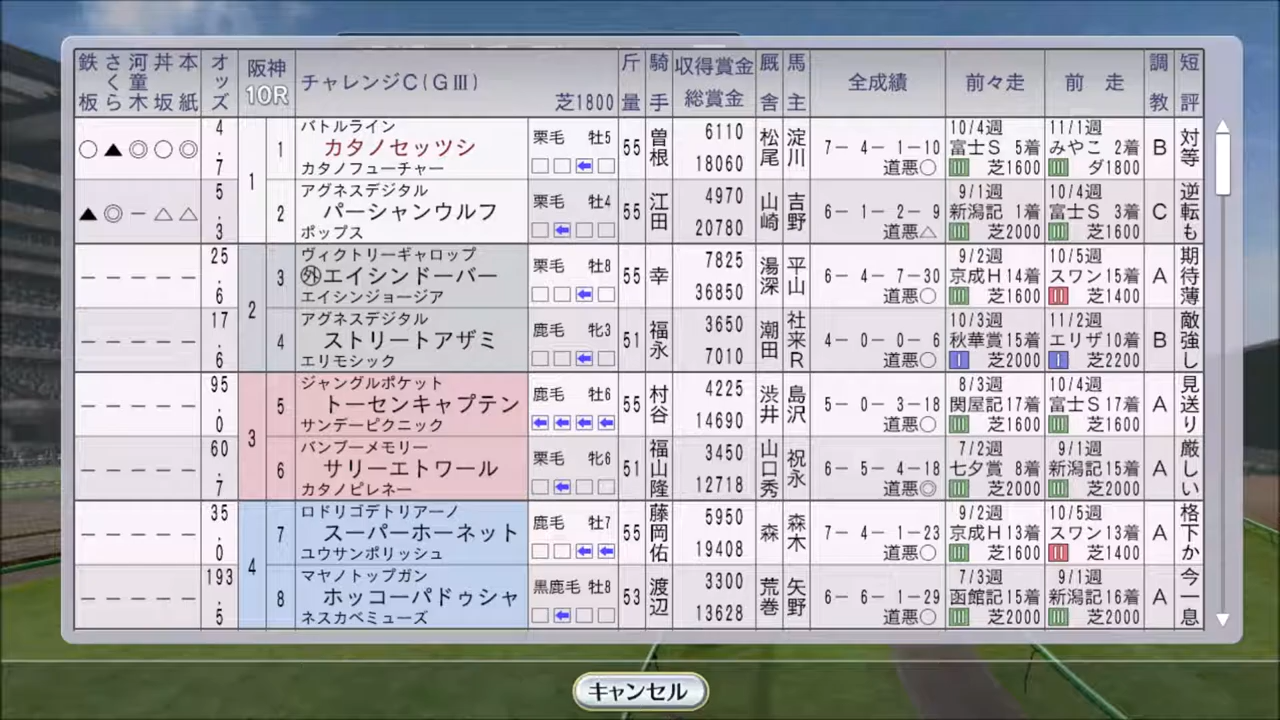 鉄板 さくら 河童木 丼坂 本紙 オッズ 阪神 10R チャレンジC(GⅢ) 芝1800 斤量 騎手 収得賞金 総賞金 厩舎 馬主 全成績 前々走 前走 調教 短評
○ ▲ ◎ ○ ◎ 4.7 1 1
バトルライン
カタノセッツシ
カタノフューチャー
栗毛 牡5 55 曽根 6110 18060 松尾 淀川 7-4-1-10 道悪○
10/4週 富士S 5着 Ⅲ 芝1600
11/1週 みやこ 2着 Ⅲ ダ1800
B 対等
▲ ◎ - △ △ 5.3 2
アグネスデジタル
パーシャンウルフ
ポップス
栗毛 牡4 55 江田 4970 20780 山崎 吉野 6-1-2-9 道悪△
9/1週 新潟記 1着 Ⅲ 芝2000
10/4週 富士S 3着 Ⅲ 芝1600
C 逆転も
- - - - - 25.6 2 3
ヴィクトリーギャロップ
外エイシンドーバー
エイシンジョージア
栗毛 牡8 55 幸 7825 36850 湯深 平山 6-4-7-30 道悪○
9/2週 京成H 14着 Ⅲ 芝1600
10/5週 スワン 15着 Ⅱ 芝1400
A 期待薄
- - - - - 17.6 4
アグネスデジタル
ストリートアザミ
エリモシック
鹿毛 牝3 51 福永 3650 7010 潮田 社来R 4-0-0-6 道悪○
10/3週 秋華賞 15着 Ⅰ 芝2000
11/2週 エリザ 10着 Ⅰ 芝2200
B 敵強し
- - - - - 95.0 3 5
ジャングルポケット
トーセンキャプテン
サンデーピクニック
鹿毛 牡6 55 村谷 4225 14690 渋井 島沢 5-0-3-18 道悪○
8/3週 関屋記 17着 Ⅲ 芝1600
10/4週 富士S 17着 Ⅲ 芝1600
A 見送り
- - - - - 60.7 6
バンブーメモリー
サリーエトワール
カタノピレネー
栗毛 牝6 51 福山隆 3450 12718 山口秀 祝永 6-5-4-18 道悪◎
7/2週 七夕賞 8着 Ⅲ 芝2000
9/1週 新潟記 15着 Ⅲ 芝2000
A 厳しい
- - - - - 35.0 4 7
ロドリゴデトリアーノ
スーパーホーネット
ユウサンポリッシュ
鹿毛 牡7 55 藤岡佑 5950 19408 森 森木 7-4-1-23 道悪○
9/2週 京成H 13着 Ⅲ 芝1600
10/5週 スワン 13着 Ⅱ 芝1400
A 格下か
- - - - - 193.5 8
マヤノトップガン
ホッコーパドゥシャ
ネスカベミューズ
黒鹿毛 牡8 53 渡辺 3300 13628 荒巻 矢野 6-6-1-29 道悪○
7/3週 函館記 15着 Ⅲ 芝2000
9/1週 新潟記 16着 Ⅲ 芝2000
A 今一息
キャンセル